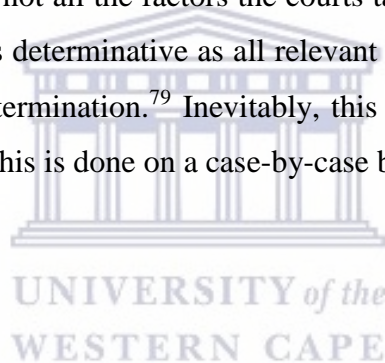 not all the factors the courts
s determinative as all relevant
termination.⁷⁹ Inevitably, this
his is done on a case-by-case b
UNIVERSITY of the
WESTERN CAPE